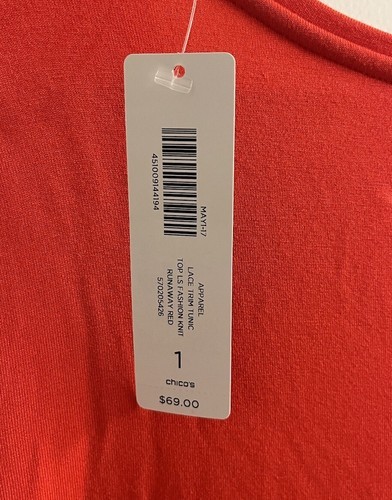 451009144194
MAY1-17
APPAREL
LACE TRIM TUNIC
TOP LS FASHION KNIT
RUNAWAY RED
570205426
1
chico's
$69.00